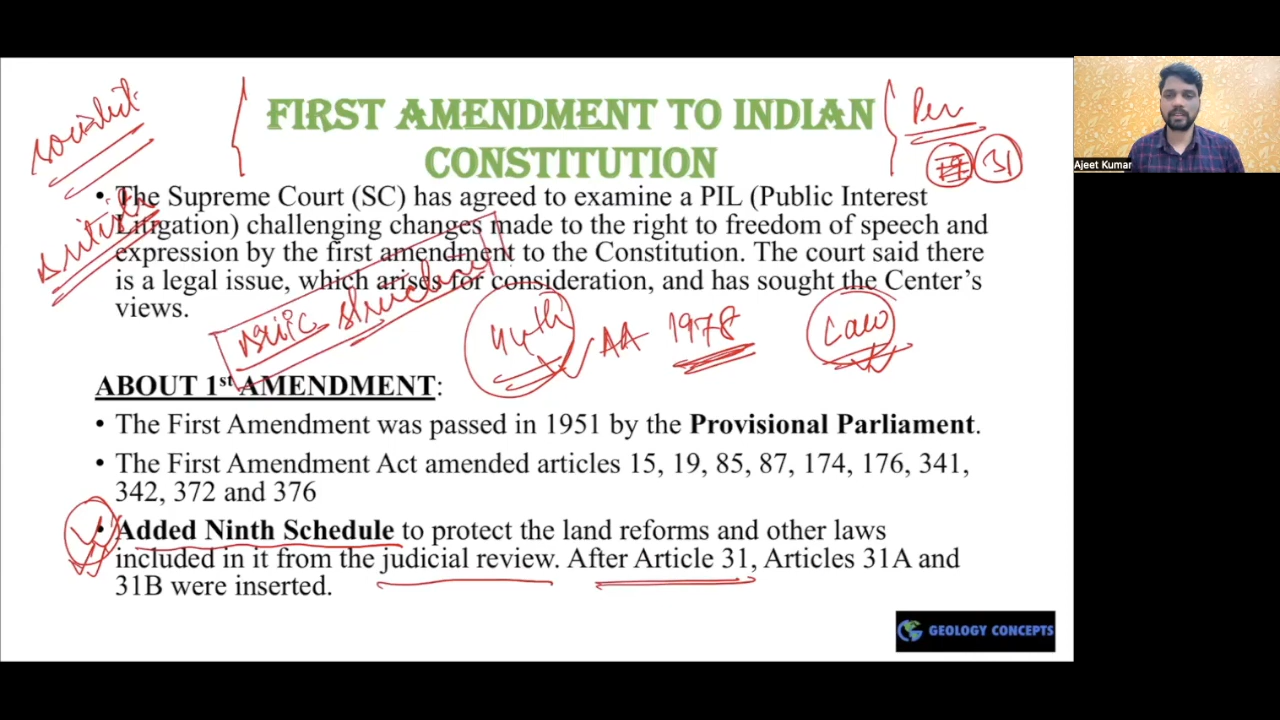 FIRST AMENDMENT TO INDIAN
CONSTITUTION
socialist
Per
31
Ajeet Kumar
• The Supreme Court (SC) has agreed to examine a PIL (Public Interest
Litigation) challenging changes made to the right to freedom of speech and
expression by the first amendment to the Constitution. The court said there
is a legal issue, which arises for consideration, and has sought the Center's
views.
british
structure
44th
AA 1978
Law
ABOUT 1st AMENDMENT:
• The First Amendment was passed in 1951 by the Provisional Parliament.
• The First Amendment Act amended articles 15, 19, 85, 87, 174, 176, 341,
342, 372 and 376
• Added Ninth Schedule to protect the land reforms and other laws
included in it from the judicial review. After Article 31, Articles 31A and
31B were inserted.
GEOLOGY CONCEPTS